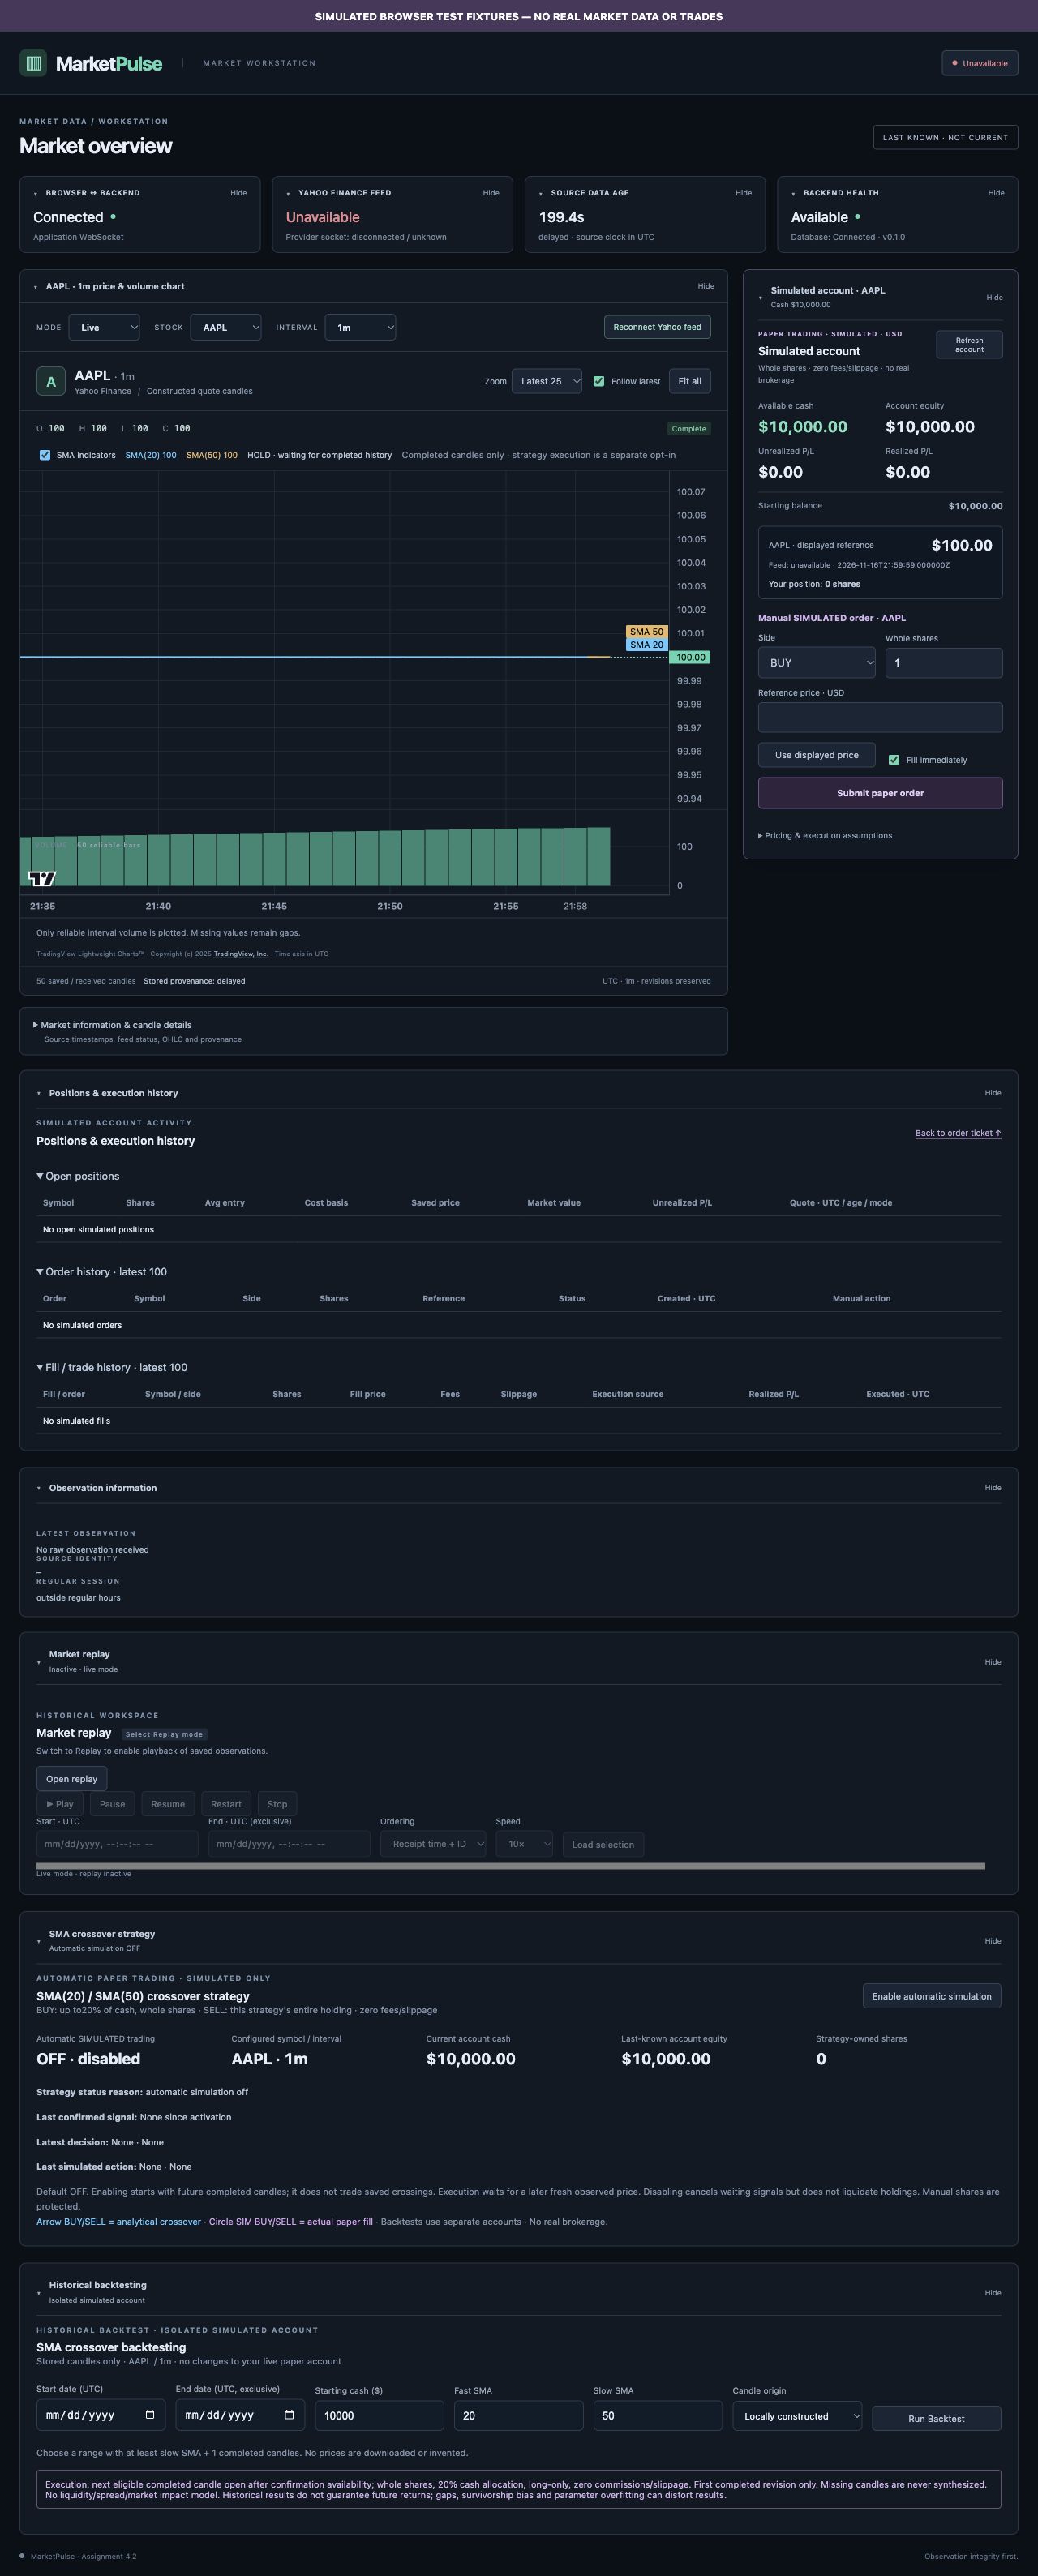 SIMULATED BROWSER TEST FIXTURES — NO REAL MARKET DATA OR TRADES
MarketPulse
MARKET WORKSTATION
Unavailable
MARKET DATA / WORKSTATION
Market overview
LAST KNOWN · NOT CURRENT
BROWSER ↔ BACKEND Hide
Connected
Application WebSocket
YAHOO FINANCE FEED Hide
Unavailable
Provider socket: disconnected / unknown
SOURCE DATA AGE Hide
199.4s
delayed · source clock in UTC
BACKEND HEALTH Hide
Available
Database: Connected · v0.1.0
AAPL · 1m price & volume chart Hide
MODE Live STOCK AAPL INTERVAL 1m Reconnect Yahoo feed
A
AAPL · 1m
Yahoo Finance / Constructed quote candles
Zoom Latest 25 Follow latest Fit all
O 100 H 100 L 100 C 100 Complete
SMA indicators SMA(20) 100 SMA(50) 100 HOLD · waiting for completed history Completed candles only · strategy execution is a separate opt-in
100.07
100.06
100.05
100.04
100.03
100.02
SMA 50 100.01
SMA 20
100.00
99.99
99.98
99.97
99.96
99.95
99.94
VOLUME 60 reliable bars 100
0
21:35 21:40 21:45 21:50 21:55 21:58
Only reliable interval volume is plotted. Missing values remain gaps.
TradingView Lightweight Charts™ · Copyright (c) 2025 TradingView, Inc. · Time axis in UTC
50 saved / received candles Stored provenance: delayed UTC · 1m · revisions preserved
Market information & candle details
Source timestamps, feed status, OHLC and provenance
Simulated account · AAPL
Cash $10,000.00
Hide
PAPER TRADING · SIMULATED · USD
Simulated account
Refresh
account
Whole shares · zero fees/slippage · no real
brokerage
Available cash Account equity
$10,000.00 $10,000.00
Unrealized P/L Realized P/L
$0.00 $0.00
Starting balance $10,000.00
AAPL · displayed reference $100.00
Feed: unavailable · 2026-11-16T21:59:59.000000Z
Your position: 0 shares
Manual SIMULATED order · AAPL
Side Whole shares
BUY 1
Reference price · USD
Use displayed price Fill immediately
Submit paper order
Pricing & execution assumptions
Positions & execution history Hide
SIMULATED ACCOUNT ACTIVITY
Positions & execution history
Back to order ticket ↑
Open positions
Symbol Shares Avg entry Cost basis Saved price Market value Unrealized P/L Quote · UTC / age / mode
No open simulated positions
Order history · latest 100
Order Symbol Side Shares Reference Status Created · UTC Manual action
No simulated orders
Fill / trade history · latest 100
Fill / order Symbol / side Shares Fill price Fees Slippage Execution source Realized P/L Executed · UTC
No simulated fills
Observation information Hide
LATEST OBSERVATION
No raw observation received
SOURCE IDENTITY
—
REGULAR SESSION
outside regular hours
Market replay
Inactive · live mode
Hide
HISTORICAL WORKSPACE
Market replay Select Replay mode
Switch to Replay to enable playback of saved observations.
Open replay
▶ Play Pause Resume Restart Stop
Start · UTC End · UTC (exclusive) Ordering Speed
mm/dd/yyyy, --:--:-- -- mm/dd/yyyy, --:--:-- -- Receipt time + ID 10× Load selection
Live mode · replay inactive
SMA crossover strategy
Automatic simulation OFF
Hide
AUTOMATIC PAPER TRADING · SIMULATED ONLY
SMA(20) / SMA(50) crossover strategy
BUY: up to20% of cash, whole shares · SELL: this strategy's entire holding · zero fees/slippage
Enable automatic simulation
Automatic SIMULATED trading Configured symbol / Interval Current account cash Last-known account equity Strategy-owned shares
OFF · disabled AAPL · 1m $10,000.00 $10,000.00 0
Strategy status reason: automatic simulation off
Last confirmed signal: None since activation
Latest decision: None · None
Last simulated action: None · None
Default OFF. Enabling starts with future completed candles; it does not trade saved crossings. Execution waits for a later fresh observed price. Disabling cancels waiting signals but does not liquidate holdings. Manual shares are
protected.
Arrow BUY/SELL = analytical crossover · Circle SIM BUY/SELL = actual paper fill · Backtests use separate accounts · No real brokerage.
Historical backtesting
Isolated simulated account
Hide
HISTORICAL BACKTEST · ISOLATED SIMULATED ACCOUNT
SMA crossover backtesting
Stored candles only · AAPL / 1m · no changes to your live paper account
Start date (UTC) End date (UTC, exclusive) Starting cash ($) Fast SMA Slow SMA Candle origin
mm/dd/yyyy mm/dd/yyyy 10000 20 50 Locally constructed Run Backtest
Choose a range with at least slow SMA + 1 completed candles. No prices are downloaded or invented.
Execution: next eligible completed candle open after confirmation availability; whole shares, 20% cash allocation, long-only, zero commissions/slippage. First completed revision only. Missing candles are never synthesized.
No liquidity/spread/market impact model. Historical results do not guarantee future returns; gaps, survivorship bias and parameter overfitting can distort results.
MarketPulse · Assignment 4.2 Observation integrity first.